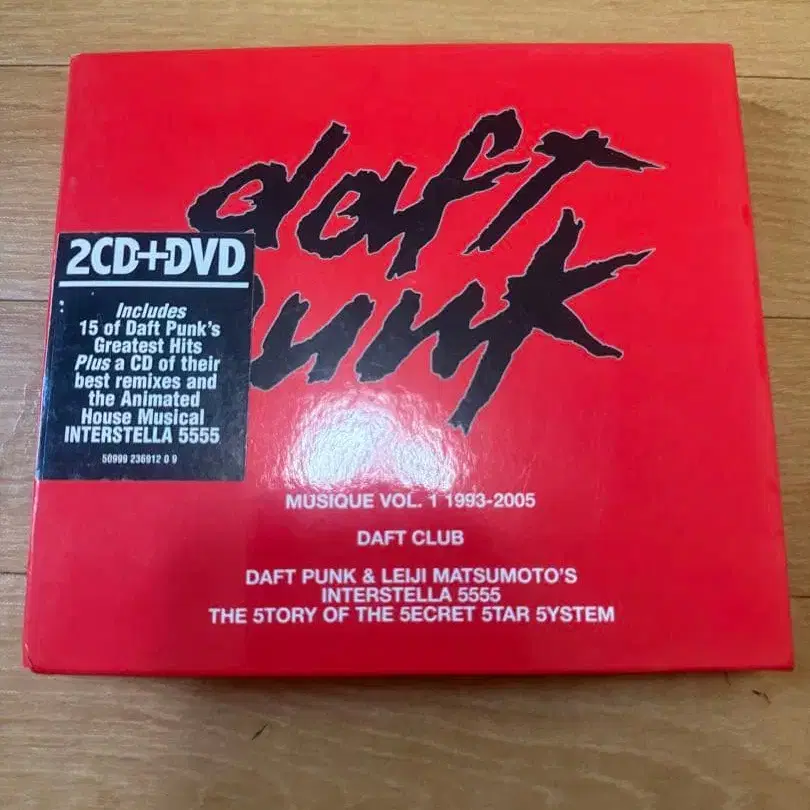 daft
punk
2CD+DVD
Includes
15 of Daft Punk's
Greatest Hits
Plus a CD of their
best remixes and
the Animated
House Musical
INTERSTELLA 5555
50999 236912 0 9
MUSIQUE VOL. 1 1993-2005
DAFT CLUB
DAFT PUNK & LEIJI MATSUMOTO'S
INTERSTELLA 5555
THE 5TORY OF THE 5ECRET 5TAR 5YSTEM